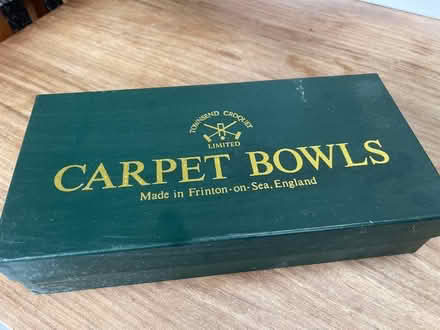 TOWNSEND CROQUET
LIMITED
CARPET BOWLS
Made in Frinton-on-Sea, England